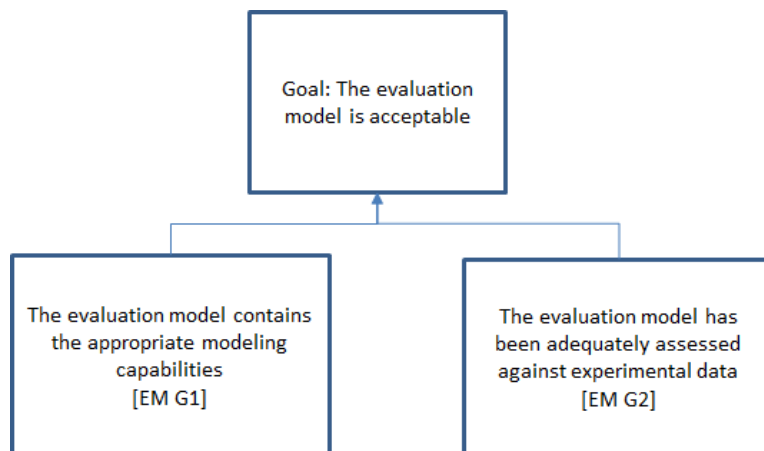 Goal: The evaluation
model is acceptable
The evaluation model contains
the appropriate modeling
capabilities
[EM G1]
The evaluation model has
been adequately assessed
against experimental data
[EM G2]